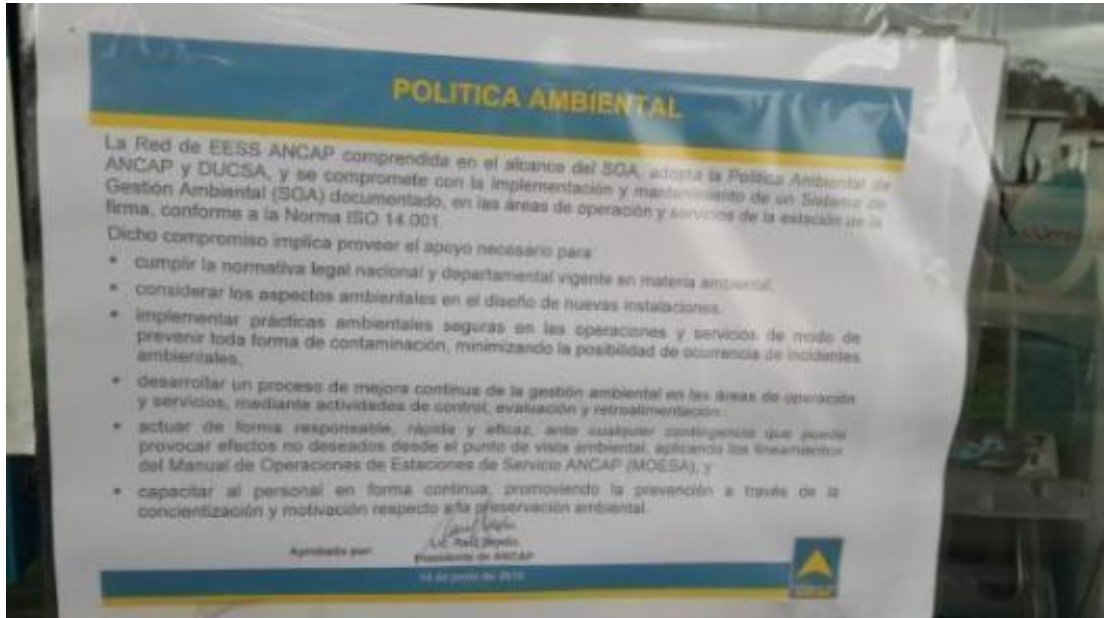 POLITICA AMBIENTAL
La Red de EESS ANCAP comprendida en el alcance del SGA, adopta la Política Ambiental de
ANCAP y DUCSA, y se compromete con la implementación y mantenimiento de un Sistema de
Gestión Ambiental (SGA) documentado, en las áreas de operación y servicios de la estación de la
firma, conforme a la Norma ISO 14.001.
Dicho compromiso implica proveer el apoyo necesario para:
• cumplir la normativa legal nacional y departamental vigente en materia ambiental,
• considerar los aspectos ambientales en el diseño de nuevas instalaciones.
• implementar prácticas ambientales seguras en las operaciones y servicios de modo de
prevenir toda forma de contaminación, minimizando la posibilidad de ocurrencia de incidentes
ambientales,
• desarrollar un proceso de mejora continua de la gestión ambiental en las áreas de operación
y servicios, mediante actividades de control, evaluación y retroalimentación
• actuar de forma responsable, rápida y eficaz, ante cualquier contingencia que puede
provocar efectos no deseados desde el punto de vista ambiental, aplicando los lineamientos
del Manual de Operaciones de Estaciones de Servicio ANCAP (MOESA), y
• capacitar al personal en forma continua, promoviendo la prevención a través de la
concientización y motivación respecto a la preservación ambiental.
Aprobado por:
Lic. Raúl
Presidente de ANCAP
de junio de
ANCAP